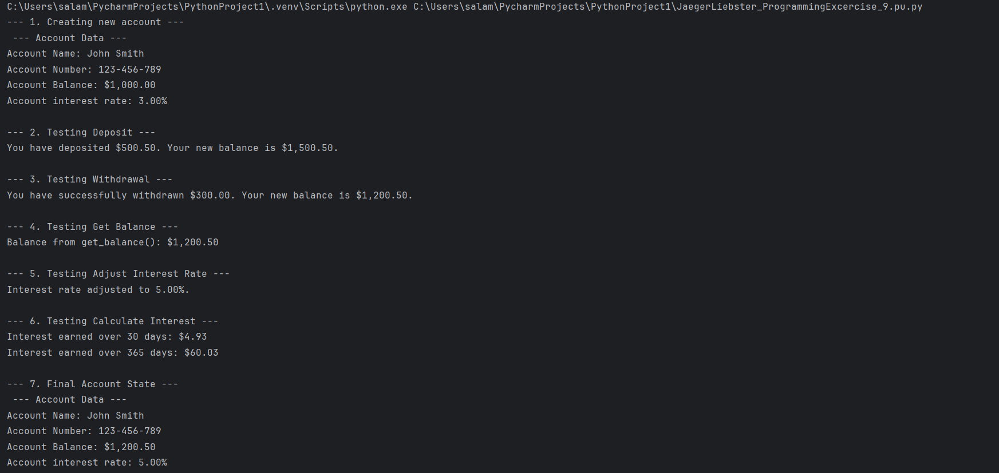 C:\Users\salam\PycharmProjects\PythonProject1\.venv\Scripts\python.exe C:\Users\salam\PycharmProjects\PythonProject1\JaegerLiebster_ProgrammingExcercise_9.pu.py
--- 1. Creating new account ---
 --- Account Data ---
Account Name: John Smith
Account Number: 123-456-789
Account Balance: $1,000.00
Account interest rate: 3.00%

--- 2. Testing Deposit ---
You have deposited $500.50. Your new balance is $1,500.50.

--- 3. Testing Withdrawal ---
You have successfully withdrawn $300.00. Your new balance is $1,200.50.

--- 4. Testing Get Balance ---
Balance from get_balance(): $1,200.50

--- 5. Testing Adjust Interest Rate ---
Interest rate adjusted to 5.00%.

--- 6. Testing Calculate Interest ---
Interest earned over 30 days: $4.93
Interest earned over 365 days: $60.03

--- 7. Final Account State ---
 --- Account Data ---
Account Name: John Smith
Account Number: 123-456-789
Account Balance: $1,200.50
Account interest rate: 5.00%